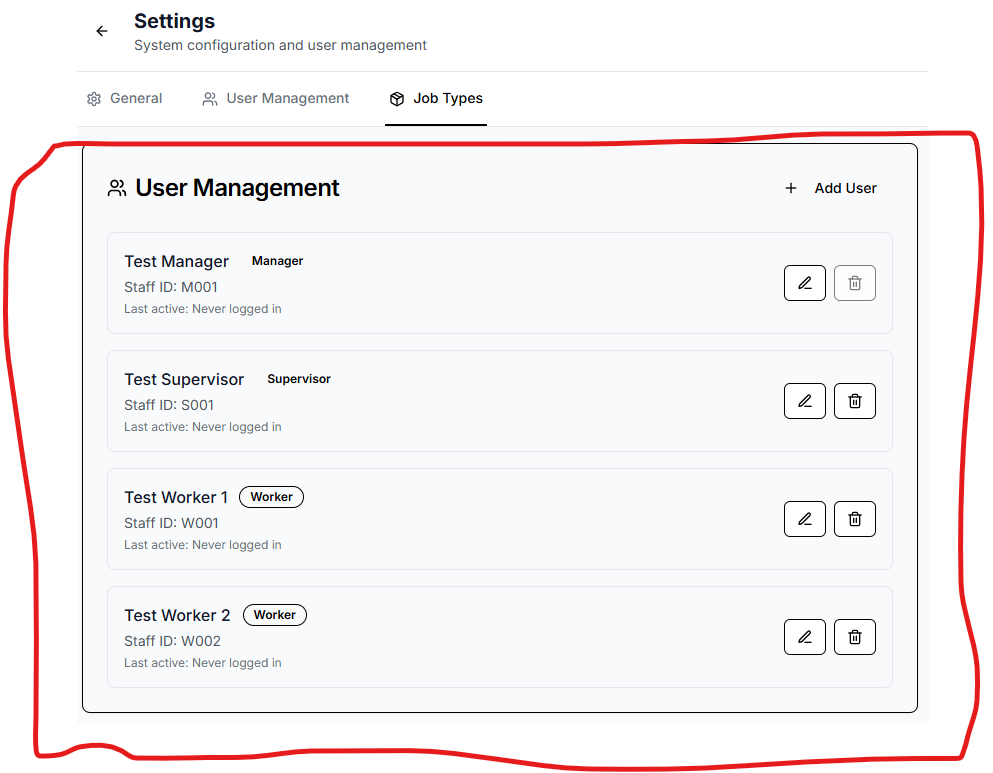 Settings
System configuration and user management
General User Management Job Types
User Management
Add User
Test Manager Manager
Staff ID: M001
Last active: Never logged in
Test Supervisor Supervisor
Staff ID: S001
Last active: Never logged in
Test Worker 1 Worker
Staff ID: W001
Last active: Never logged in
Test Worker 2 Worker
Staff ID: W002
Last active: Never logged in